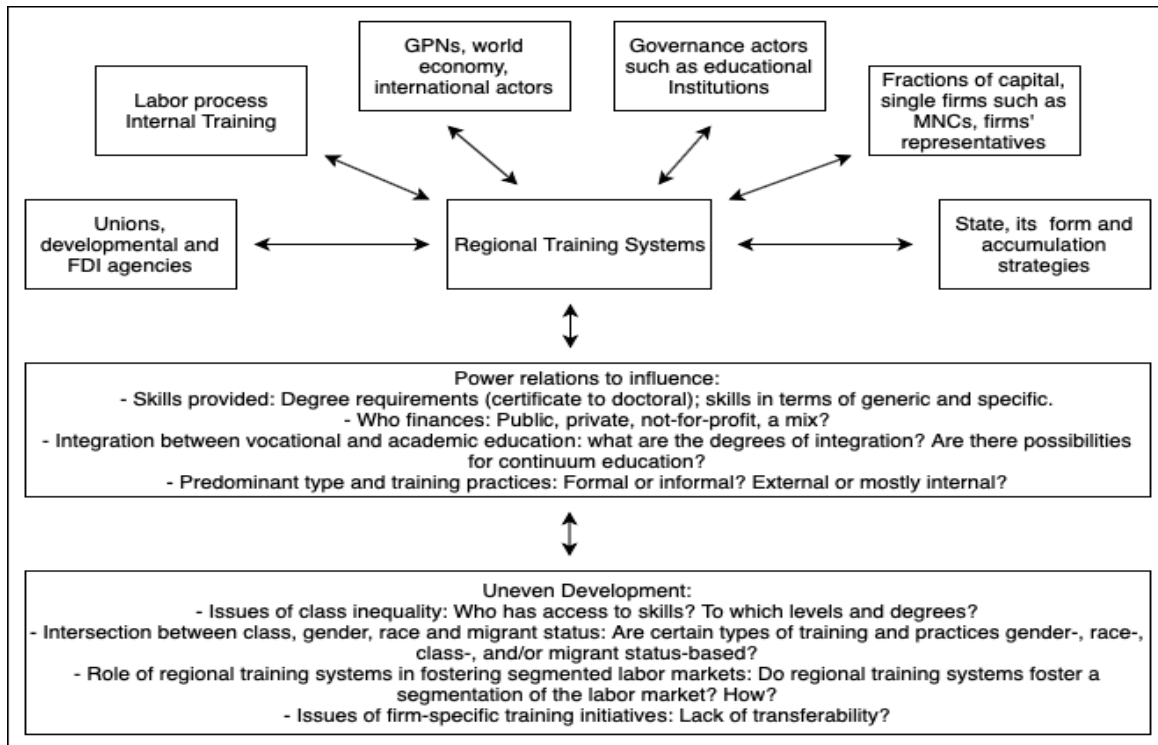 GPNs, world
economy,
international actors
Governance actors
such as educational
Institutions
Labor process
Internal Training
Fractions of capital,
single firms such as
MNCs, firms'
representatives
Unions,
developmental and
FDI agencies
Regional Training Systems
State, its form and
accumulation
strategies
Power relations to influence:
- Skills provided: Degree requirements (certificate to doctoral); skills in terms of generic and specific.
- Who finances: Public, private, not-for-profit, a mix?
- Integration between vocational and academic education: what are the degrees of integration? Are there possibilities
for continuum education?
- Predominant type and training practices: Formal or informal? External or mostly internal?
Uneven Development:
- Issues of class inequality: Who has access to skills? To which levels and degrees?
- Intersection between class, gender, race and migrant status: Are certain types of training and practices gender-, race-,
class-, and/or migrant status-based?
- Role of regional training systems in fostering segmented labor markets: Do regional training systems foster a
segmentation of the labor market? How?
- Issues of firm-specific training initiatives: Lack of transferability?